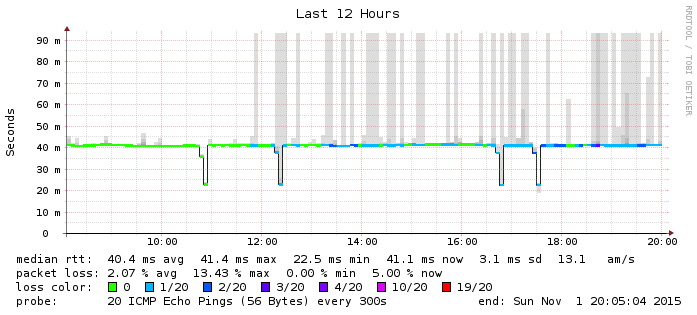 Last 12 Hours
RRDTOOL / TOBI OETIKER
Seconds
90 m
80 m
70 m
60 m
50 m
40 m
30 m
20 m
10 m
0
10:00 12:00 14:00 16:00 18:00 20:00
median rtt: 40.4 ms avg 41.4 ms max 22.5 ms min 41.1 ms now 3.1 ms sd 13.1 am/s
packet loss: 2.07 % avg 13.43 % max 0.00 % min 5.00 % now
loss color: 0 1/20 2/20 3/20 4/20 10/20 19/20
probe: 20 ICMP Echo Pings (56 Bytes) every 300s end: Sun Nov 1 20:05:04 2015